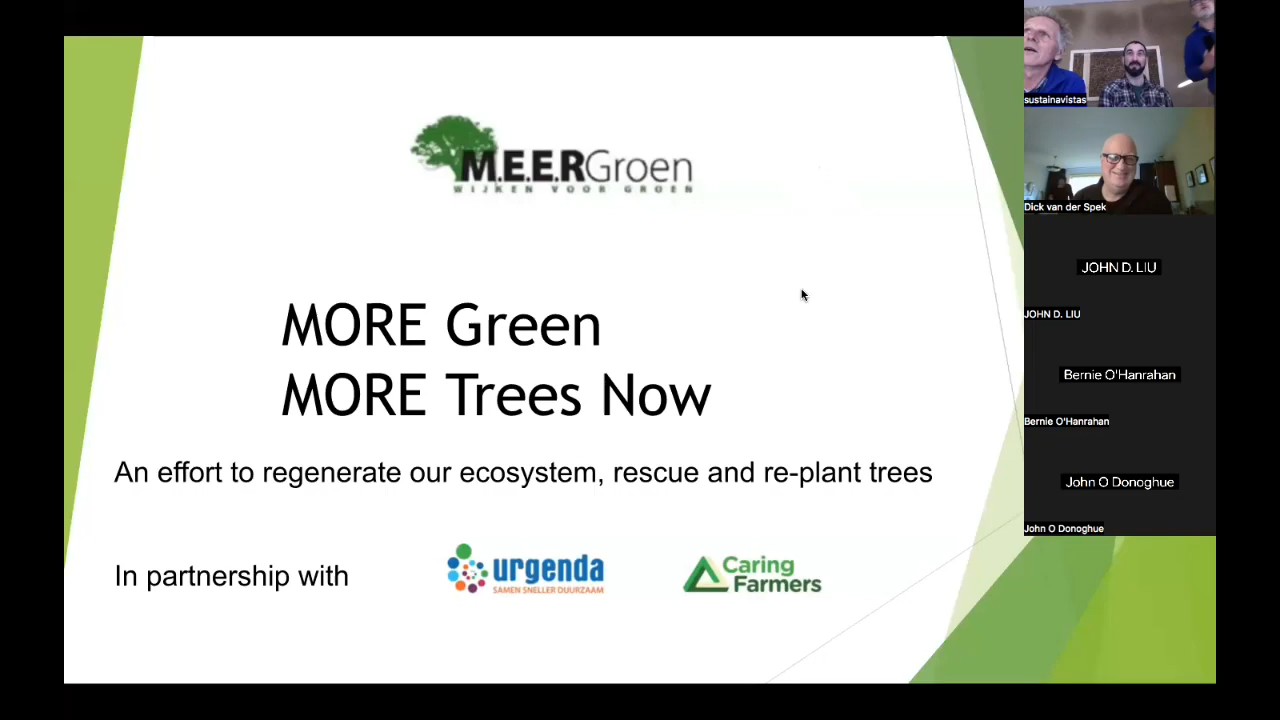 M.E.E.RGroen
WIJKEN VOOR GROEN
MORE Green
MORE Trees Now
An effort to regenerate our ecosystem, rescue and re-plant trees
In partnership with
urgenda
SAMEN SNELLER DUURZAAM
Caring
Farmers
sustainavistas
Dick van der Spek
JOHN D. LIU
JOHN D. LIU
Bernie O'Hanrahan
Bernie O'Hanrahan
John O Donoghue
John O Donoghue